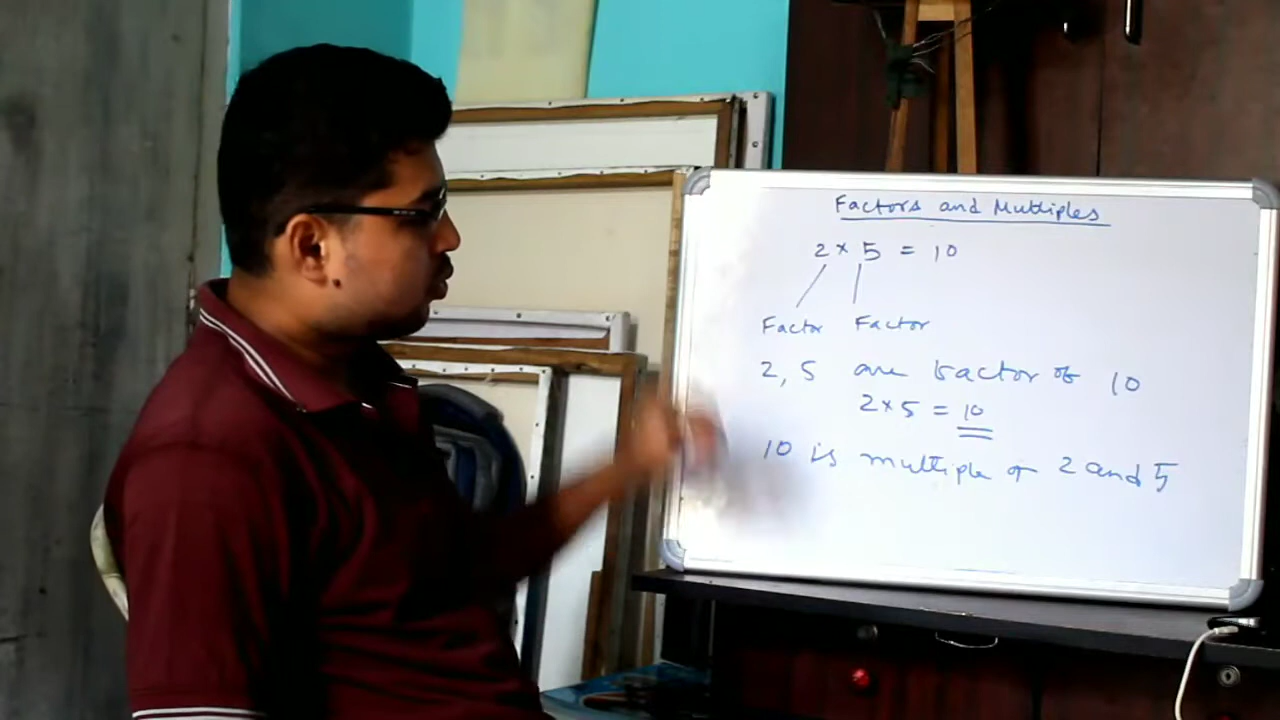 Factors and Multiples
2 × 5 = 10
Factor Factor
2, 5 are factor of 10
2 × 5 = 10
10 is multiple of 2 and 5